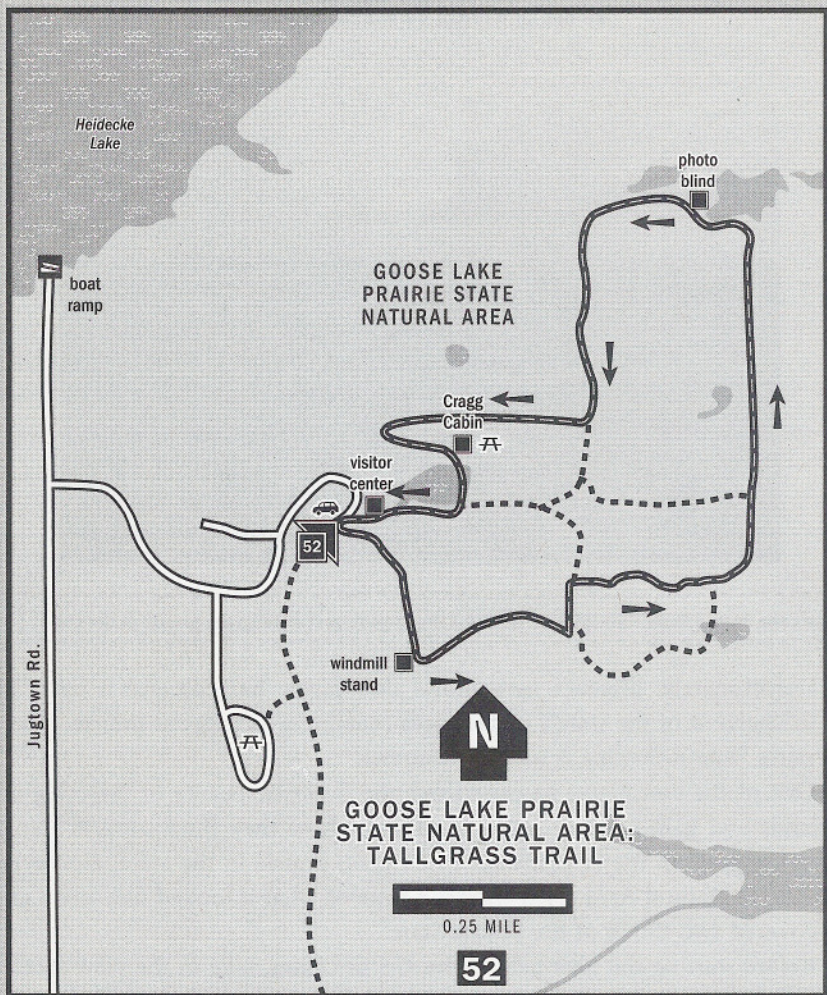 Heidecke
Lake
photo
blind
boat
ramp
GOOSE LAKE
PRAIRIE STATE
NATURAL AREA
Cragg
Cabin
visitor
center
52
windmill
stand
Jugtown Rd.
N
GOOSE LAKE PRAIRIE
STATE NATURAL AREA:
TALLGRASS TRAIL
0.25 MILE
52